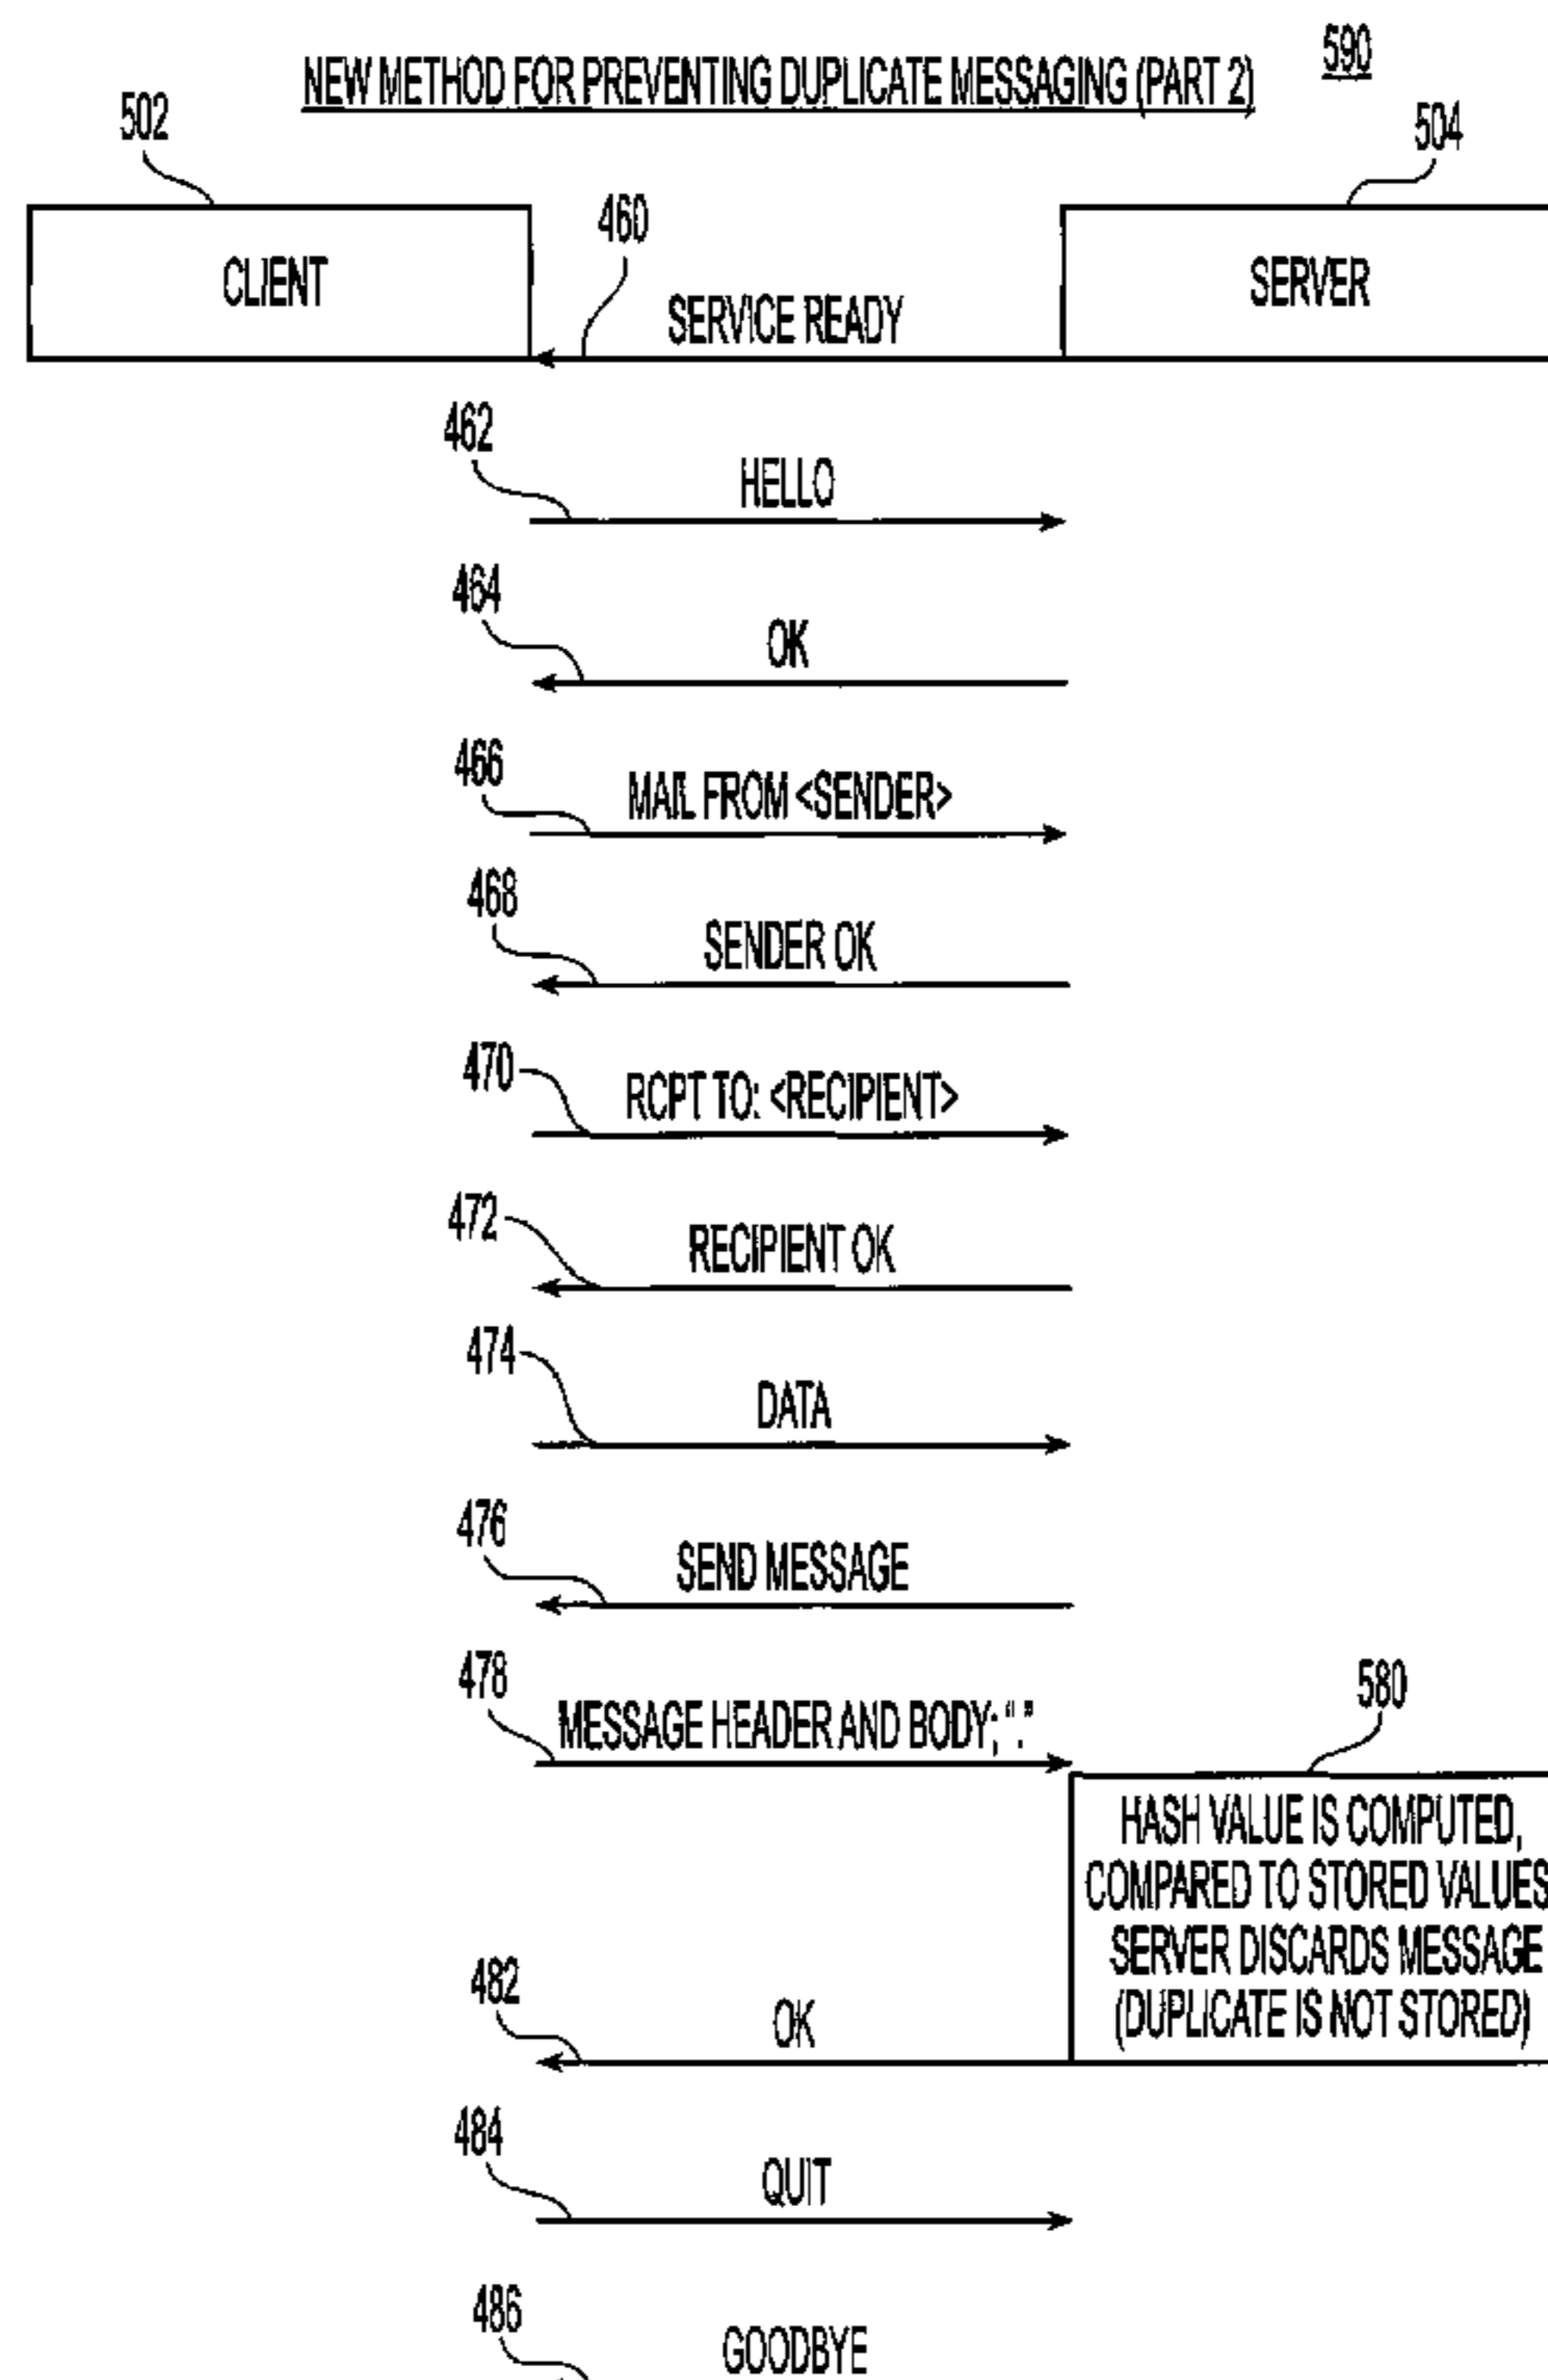 590
NEW METHOD FOR PREVENTING DUPLICATE MESSAGING (PART 2)
502
504
460
CLIENT
SERVER
SERVICE READY
462
HELLO
464
OK
466
MAIL FROM <SENDER>
468
SENDER OK
470
RCPT TO: <RECIPIENT>
472
RECIPIENT OK
474
DATA
476
SEND MESSAGE
478
MESSAGE HEADER AND BODY; "."
580
HASH VALUE IS COMPUTED,
COMPARED TO STORED VALUES
SERVER DISCARDS MESSAGE
(DUPLICATE IS NOT STORED)
482
OK
484
QUIT
486
GOODBYE